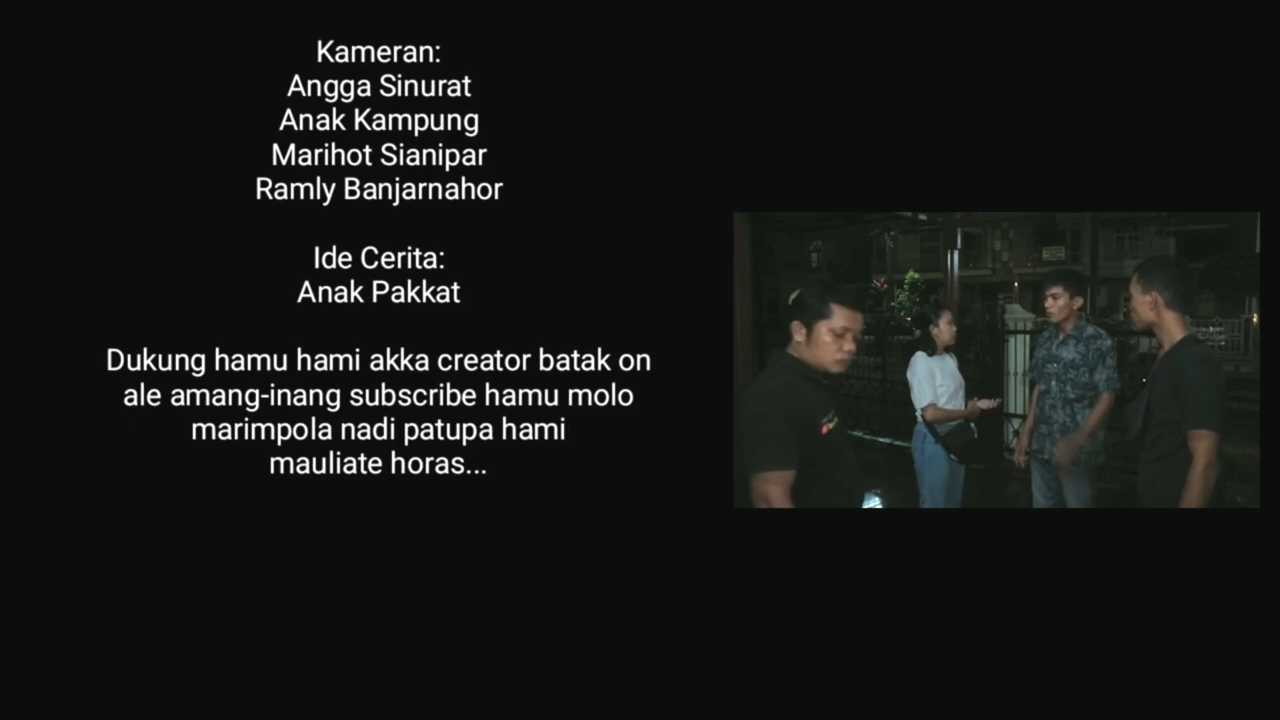 Kameran:
Angga Sinurat
Anak Kampung
Marihot Sianipar
Ramly Banjarnahor
Ide Cerita:
Anak Pakkat
Dukung hamu hami akka creator batak on
ale amang-inang subscribe hamu molo
marimpola nadi patupa hami
mauliate horas...